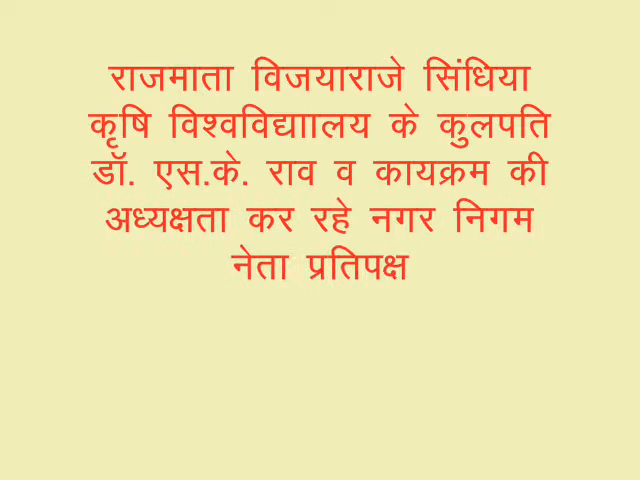 राजमाता विजयाराजे सिंधिया
कृषि विश्वविद्याालय के कुलपति
डॉ. एस.के. राव व कायक्रम की
अध्यक्षता कर रहे नगर निगम
नेता प्रतिपक्ष